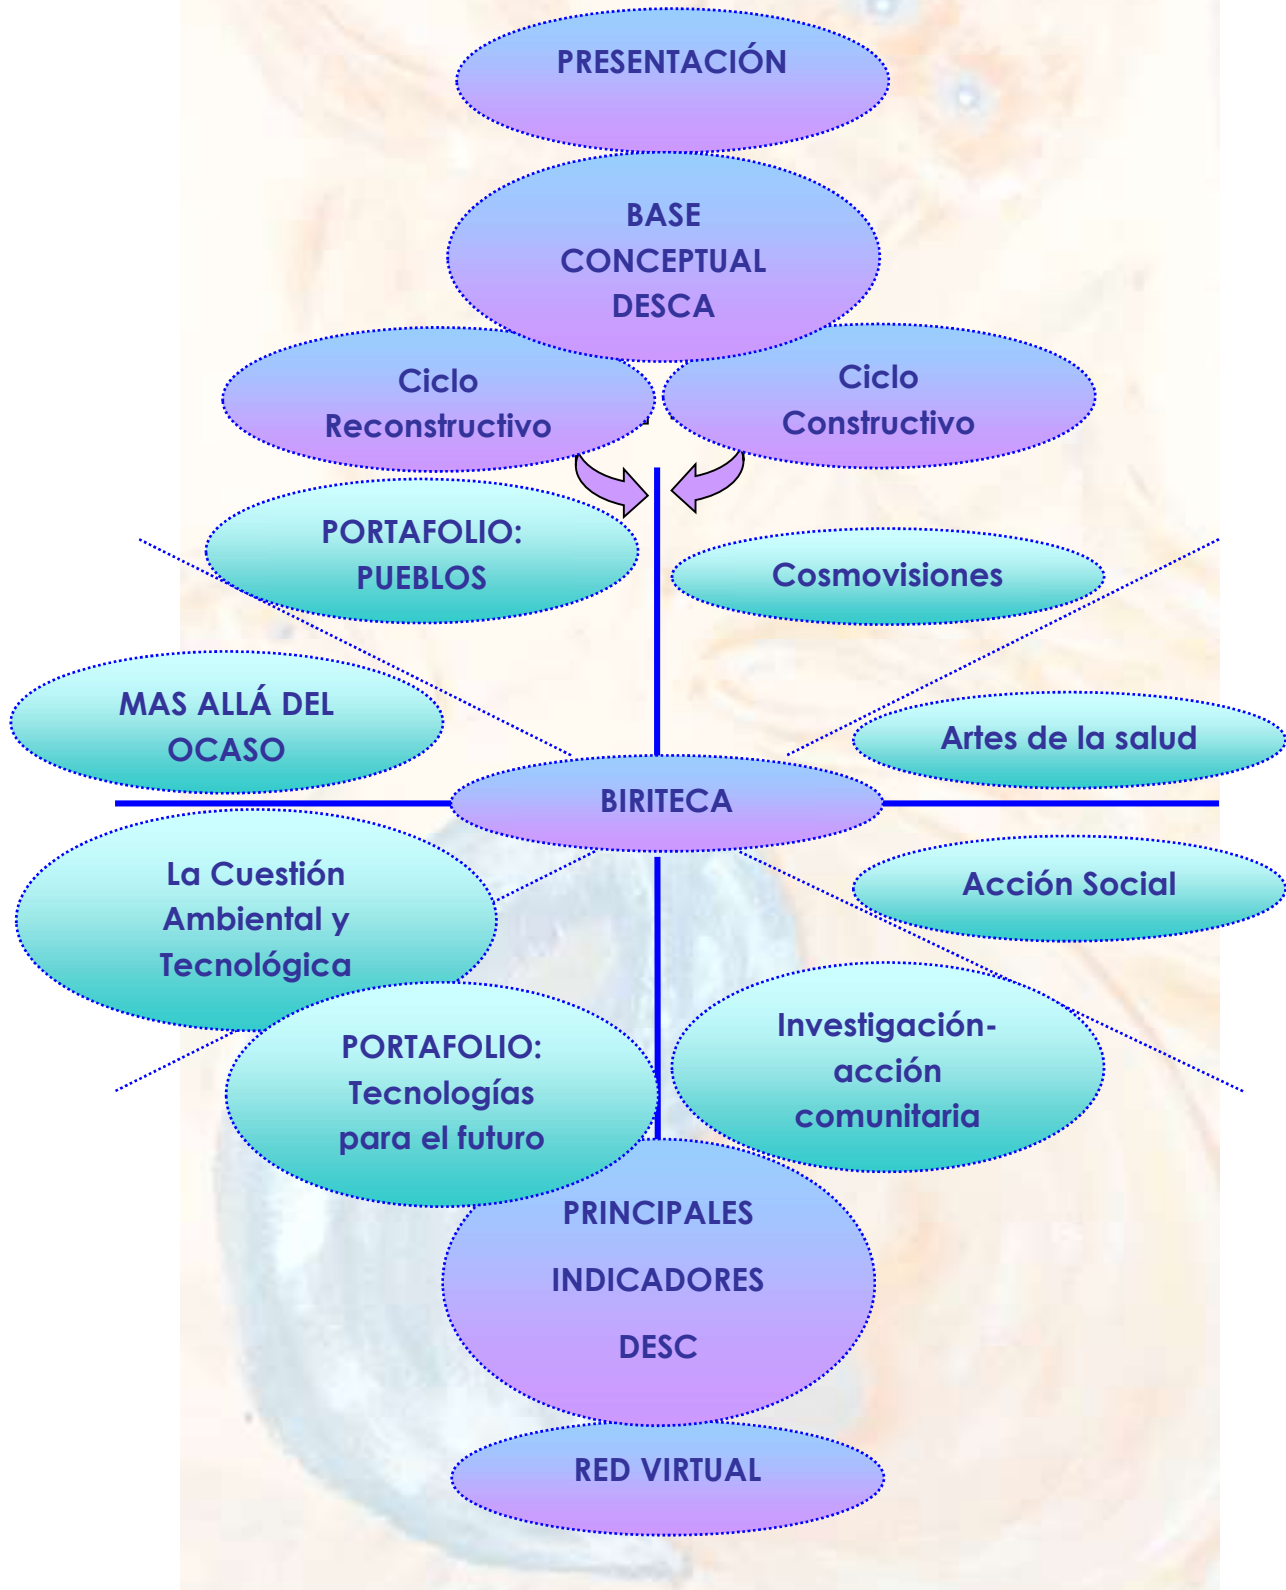 PRESENTACIÓN
BASE
CONCEPTUAL
DESCA
Ciclo
Reconstructivo
Ciclo
Constructivo
PORTAFOLIO:
PUEBLOS
Cosmovisiones
MAS ALLÁ DEL
OCASO
Artes de la salud
BIRITECA
La Cuestión
Ambiental y
Tecnológica
Acción Social
PORTAFOLIO:
Tecnologías
para el futuro
Investigación-
acción
comunitaria
PRINCIPALES
INDICADORES
DESC
RED VIRTUAL